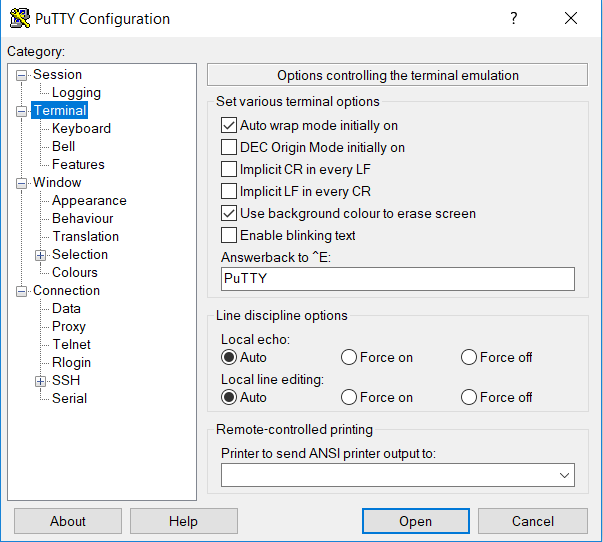 PuTTY Configuration
Category:
Session
Logging
Terminal
Keyboard
Bell
Features
Window
Appearance
Behaviour
Translation
Selection
Colours
Connection
Data
Proxy
Telnet
Rlogin
SSH
Serial
Options controlling the terminal emulation
Set various terminal options
Auto wrap mode initially on
DEC Origin Mode initially on
Implicit CR in every LF
Implicit LF in every CR
Use background colour to erase screen
Enable blinking text
Answerback to ^E:
PuTTY
Line discipline options
Local echo:
Auto Force on Force off
Local line editing:
Auto Force on Force off
Remote-controlled printing
Printer to send ANSI printer output to:
About Help Open Cancel